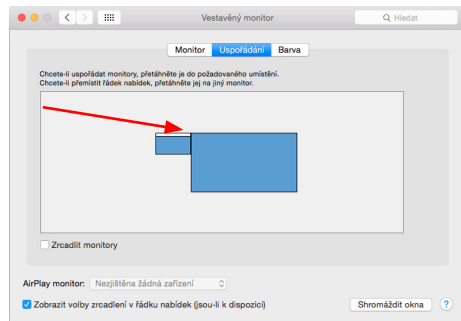 Vestavěný monitor
Hledat
Monitor Uspořádání Barva
Chcete-li uspořádat monitory, přetáhněte je do požadovaného umístění.
Chcete-li přemístit řádek nabídek, přetáhněte jej na jiný monitor.
Zrcadlit monitory
AirPlay monitor: Nezjištěna žádná zařízení
Zobrazit volby zrcadlení v řádku nabídek (jsou-li k dispozici)
Shromáždit okna ?